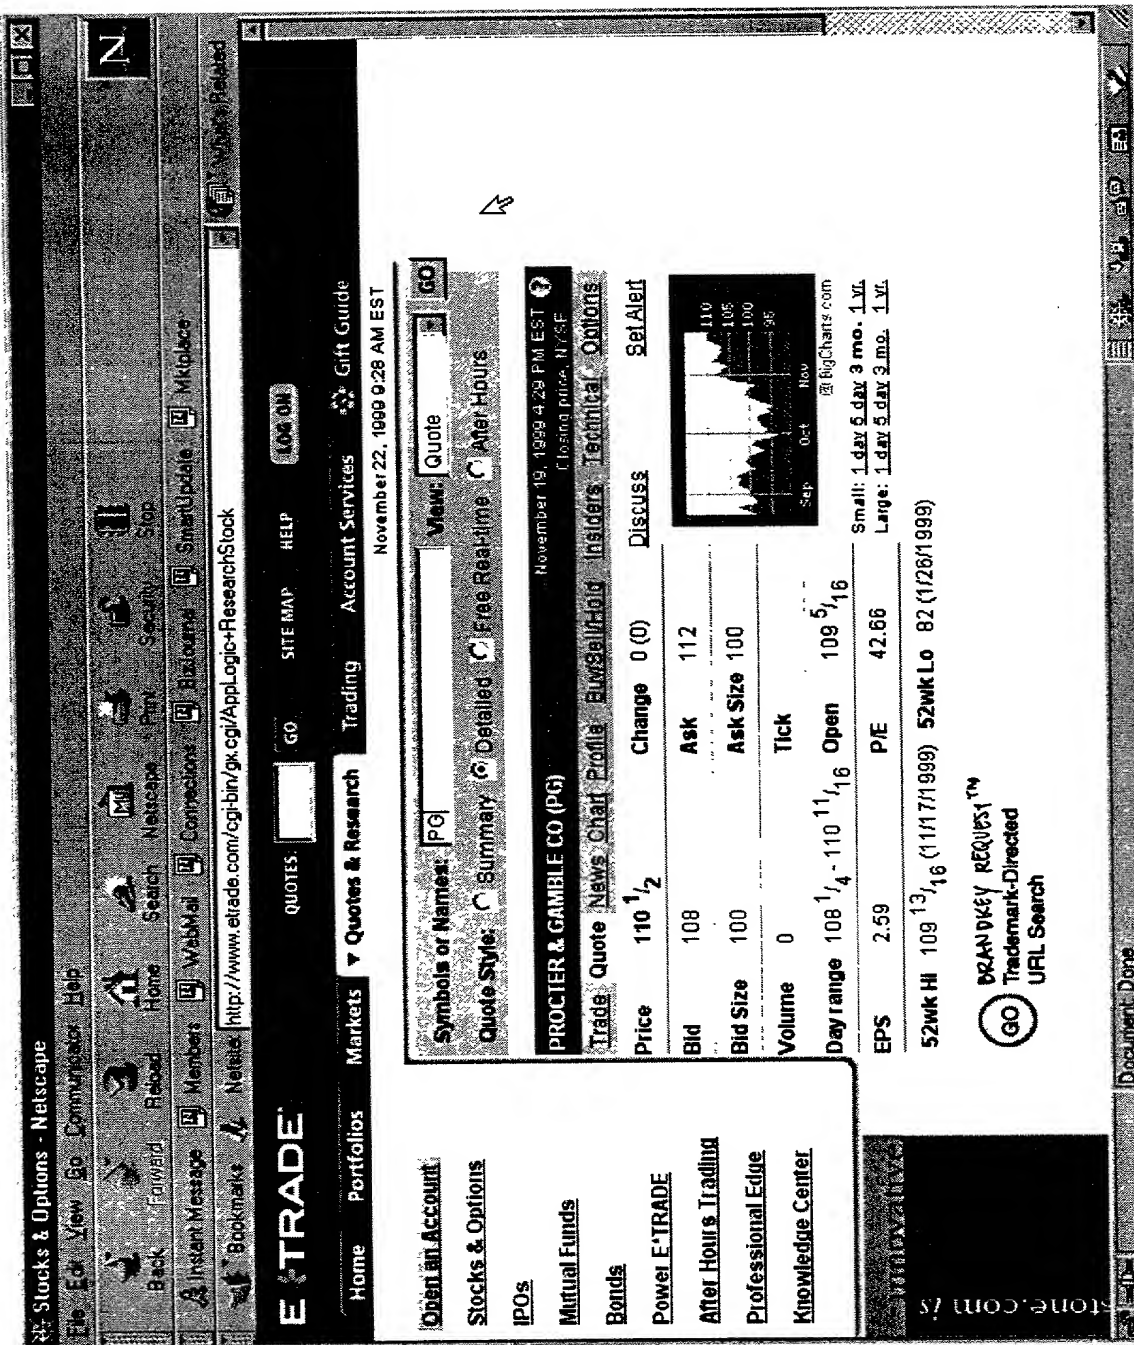 Stocks & Options - Netscape
File Edit View Go Communicator Help
Back Forward Reload Home Search Netscape Print Security Stop
Instant Message Members WebMail Connections BizJournal SmartUpdate Mktplace
Bookmarks Netsite: http://www.etrade.com/cgi-bin/gx.cgi/AppLogic+ResearchStock What's Related
E*TRADE QUOTES: GO SITE MAP HELP LOG ON
Home Portfolios Markets ▼ Quotes & Research Trading Account Services Gift Guide
November 22, 1999 9:28 AM EST
Open an Account
Stocks & Options
IPOs
Mutual Funds
Bonds
Power E*TRADE
After Hours Trading
Professional Edge
Knowledge Center
innovative
stone.com is
Symbols or Names: PG View: Quote GO
Quote Style: Summary Detailed Free Real-time After Hours
PROCTER & GAMBLE CO (PG) November 19, 1999 4:29 PM EST ?
Closing price, NYSE
Trade Quote News Chart Profile Buy/Sell/Hold Insiders Technical Options
Price 110 1/2 Change 0 (0) Discuss Set Alert
Bid 108 Ask 112
Bid Size 100 Ask Size 100
Volume 0 Tick
Day range 108 1/4 - 110 11/16 Open 109 5/16
EPS 2.59 P/E 42.66
52wk Hi 109 13/16 (11/17/1999) 52wk Lo 82 (1/26/1999)
110
105
100
95
Sep Oct Nov
@ BigCharts.com
Small: 1 day 5 day 3 mo. 1 yr.
Large: 1 day 5 day 3 mo. 1 yr.
GO BRANDKEY REQUEST™
Trademark-Directed
URL Search
Document: Done